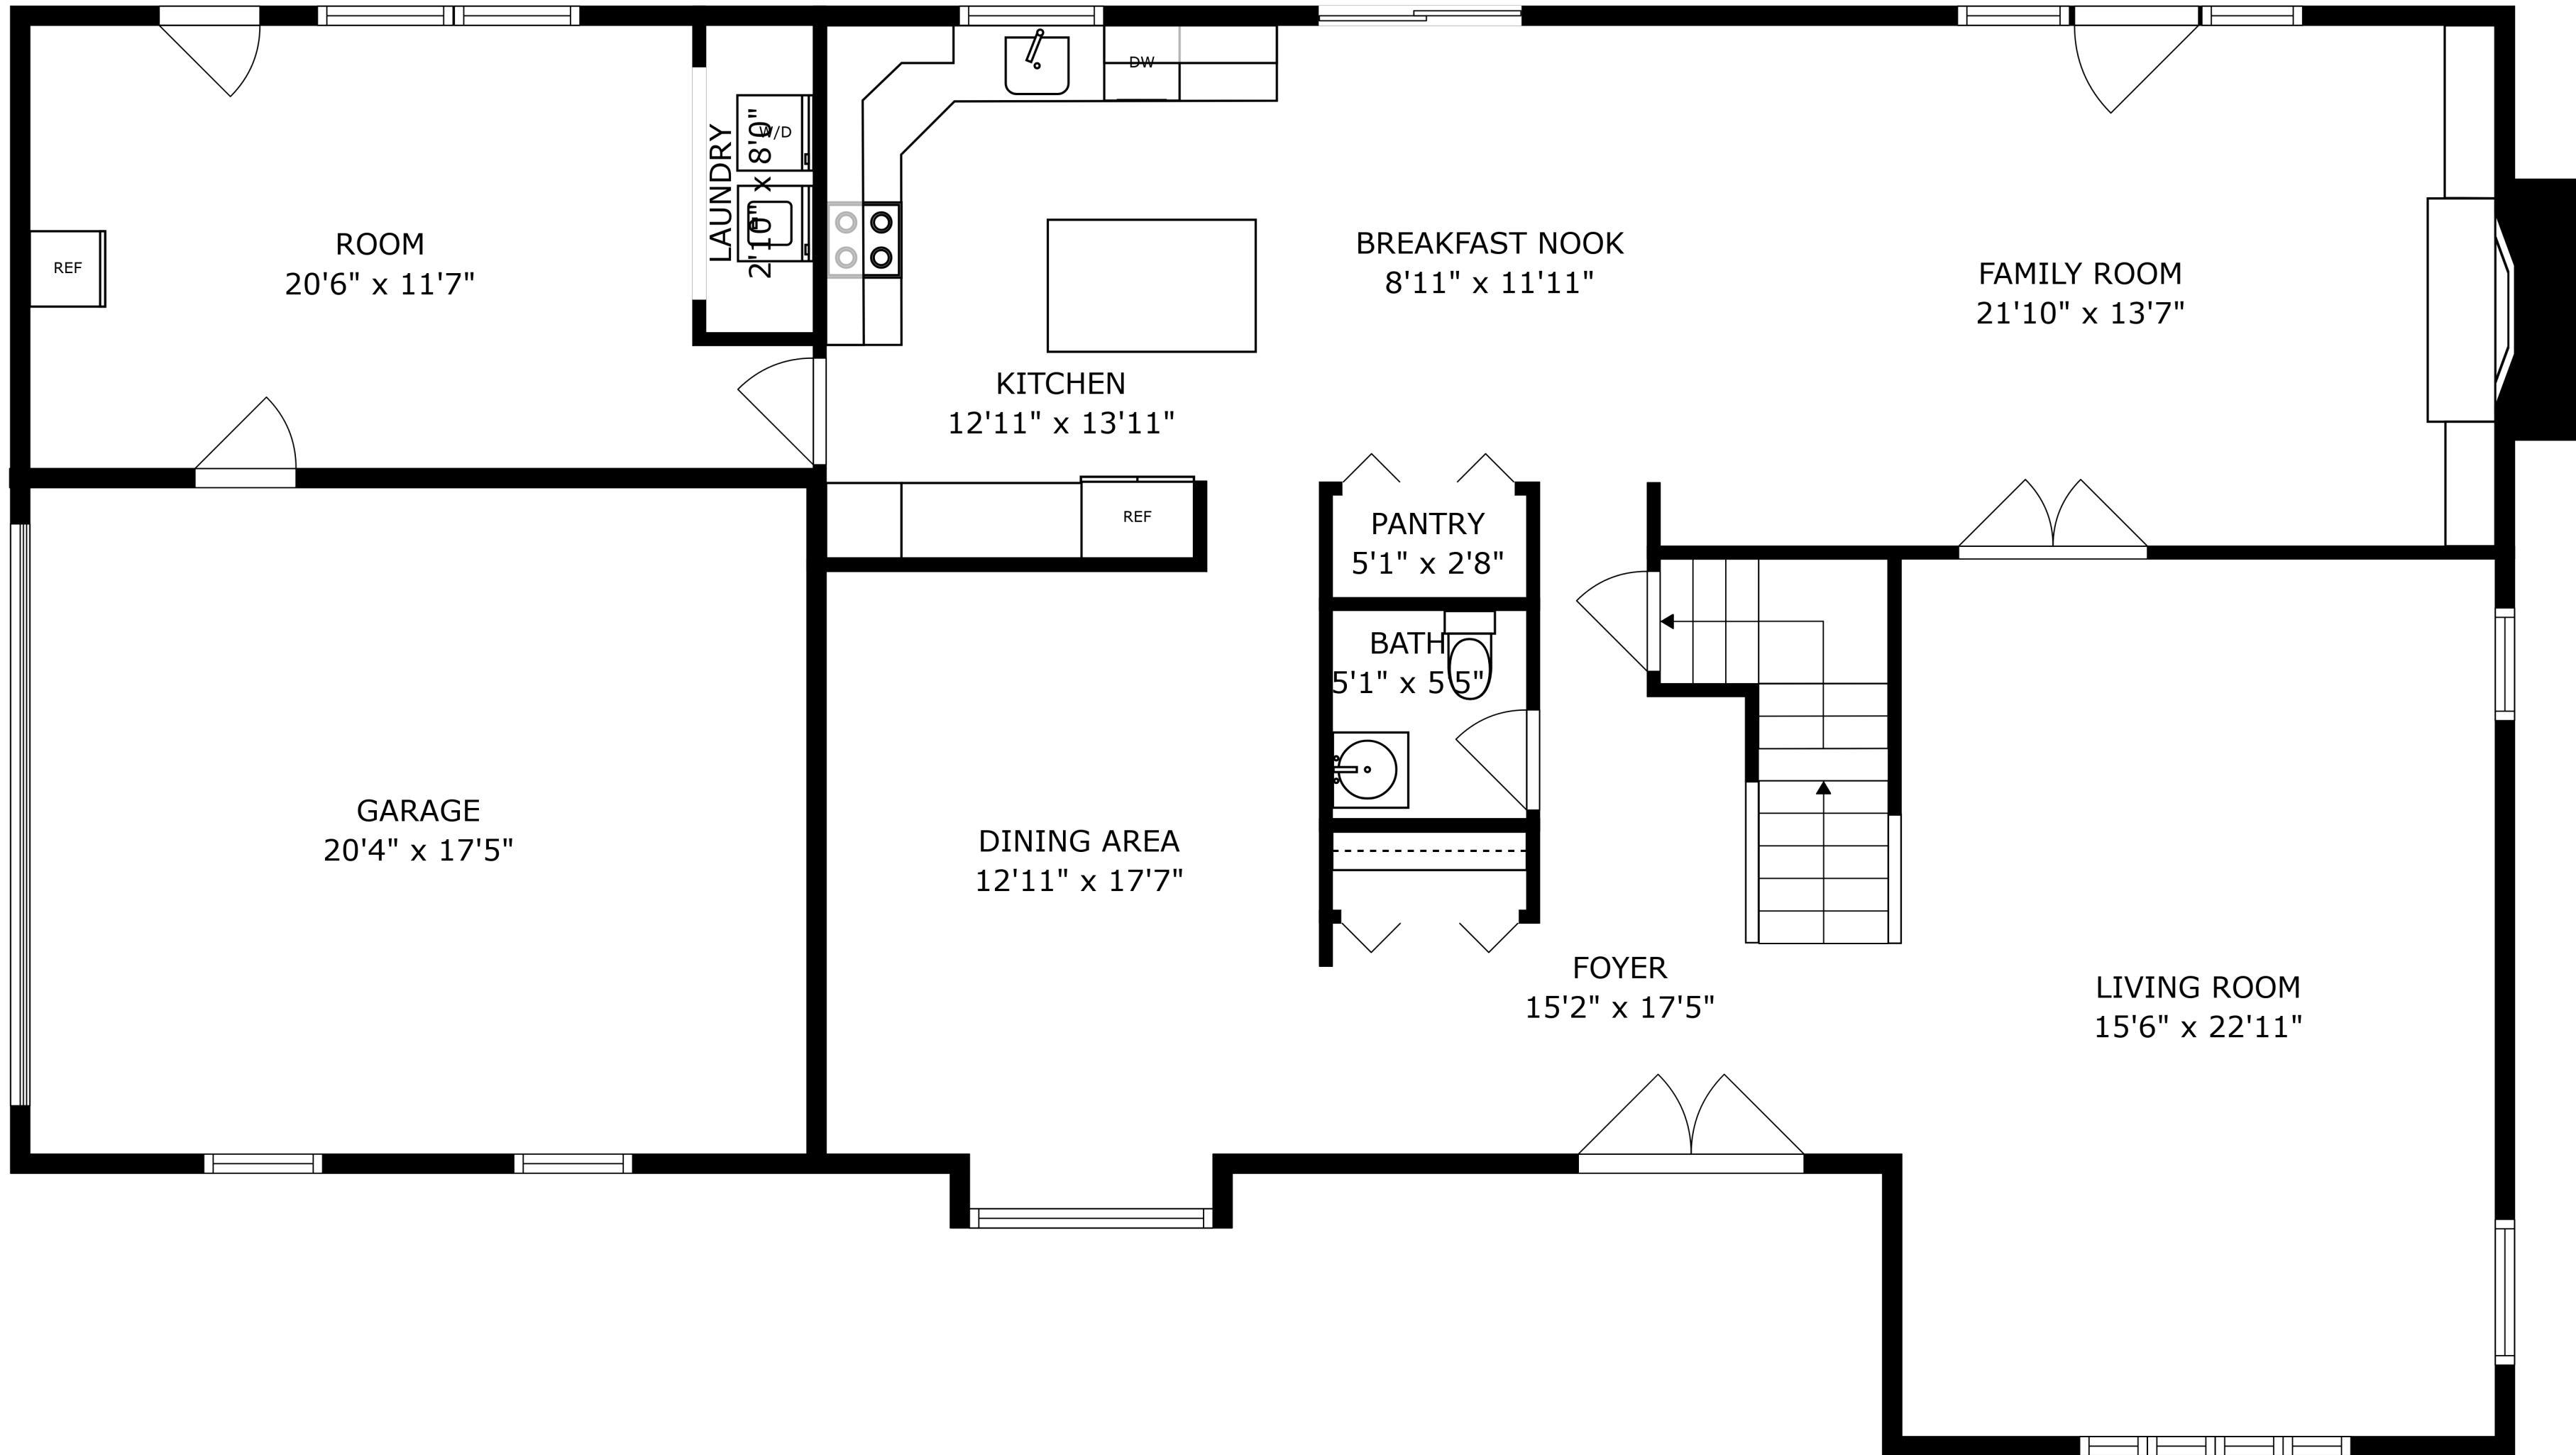 ROOM
20'6" x 11'7"
REF
LAUNDRY
2'10" x 8'0"
W/D
DW
KITCHEN
12'11" x 13'11"
REF
BREAKFAST NOOK
8'11" x 11'11"
FAMILY ROOM
21'10" x 13'7"
PANTRY
5'1" x 2'8"
BATH
5'1" x 5'5"
GARAGE
20'4" x 17'5"
DINING AREA
12'11" x 17'7"
FOYER
15'2" x 17'5"
LIVING ROOM
15'6" x 22'11"